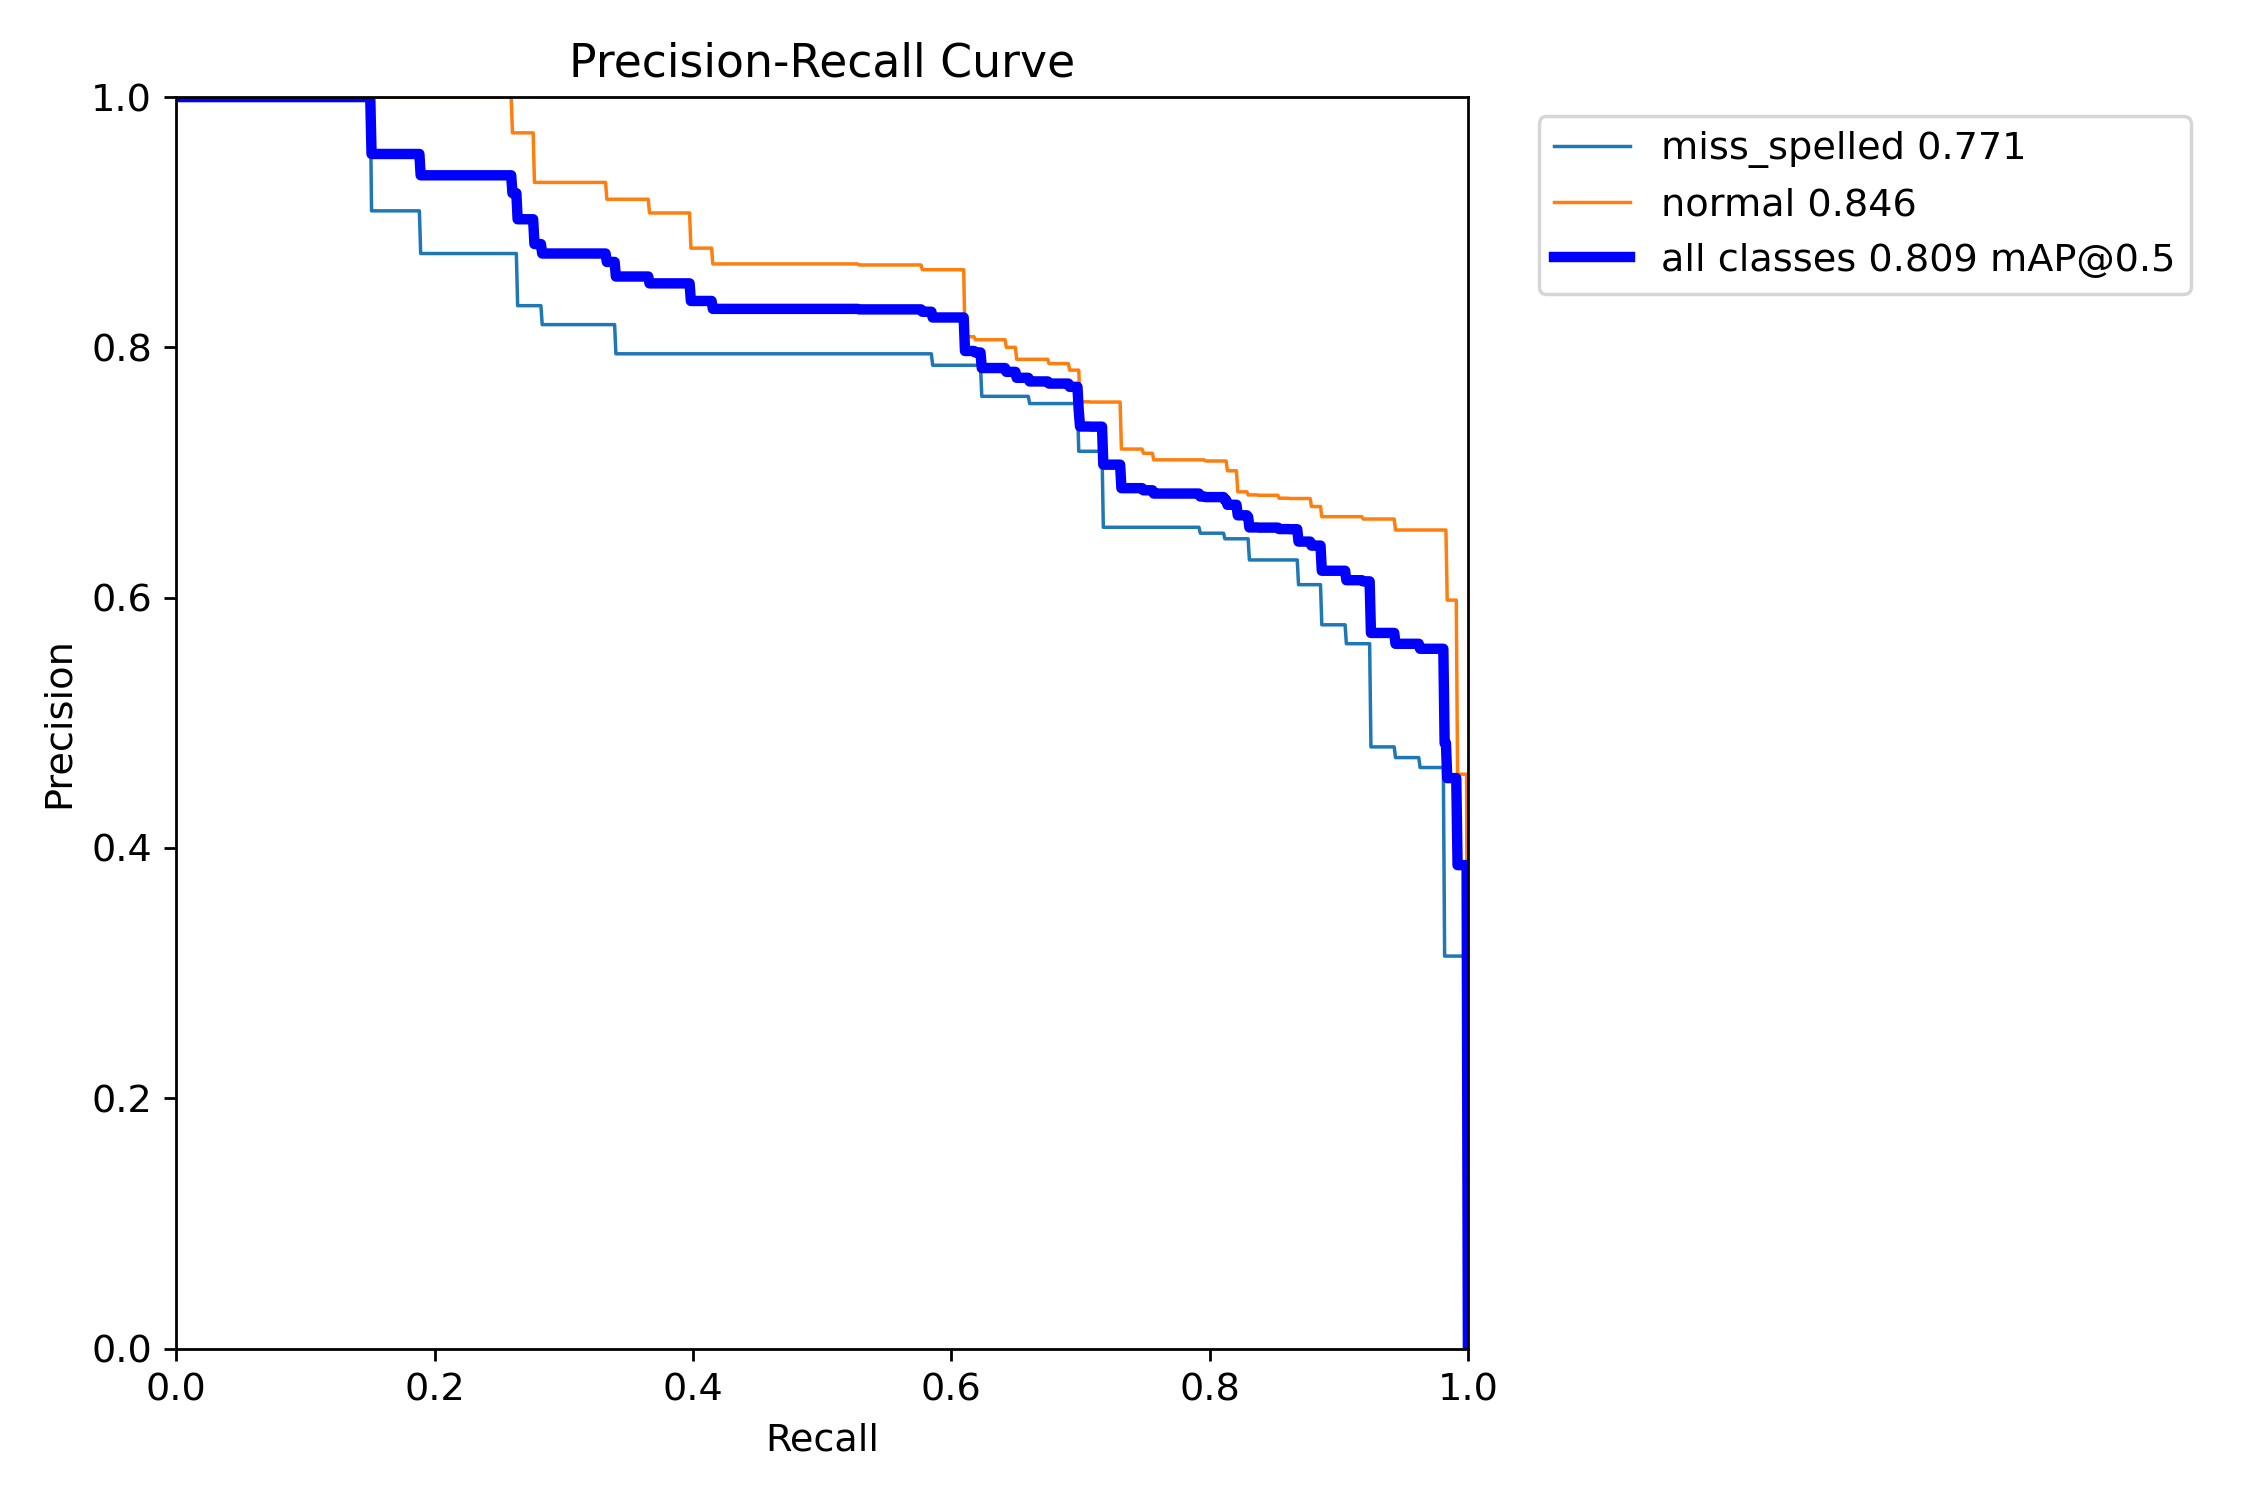 Precision-Recall Curve
miss_spelled 0.771
normal 0.846
all classes 0.809 mAP@0.5
Precision
1.0
0.8
0.6
0.4
0.2
0.0
0.0 0.2 0.4 0.6 0.8 1.0
Recall